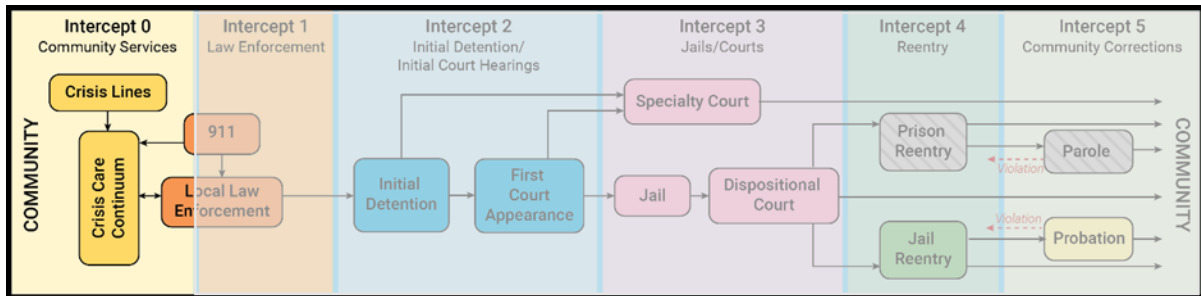 Intercept 0
Community Services
Intercept 1
Law Enforcement
Intercept 2
Initial Detention/
Initial Court Hearings
Intercept 3
Jails/Courts
Intercept 4
Reentry
Intercept 5
Community Corrections
COMMUNITY
Crisis Lines
Crisis Care
Continuum
911
Local Law
Enforcement
Initial
Detention
First
Court
Appearance
Specialty Court
Jail
Dispositional
Court
Prison
Reentry
Violation
Parole
Jail
Reentry
Violation
Probation
COMMUNITY